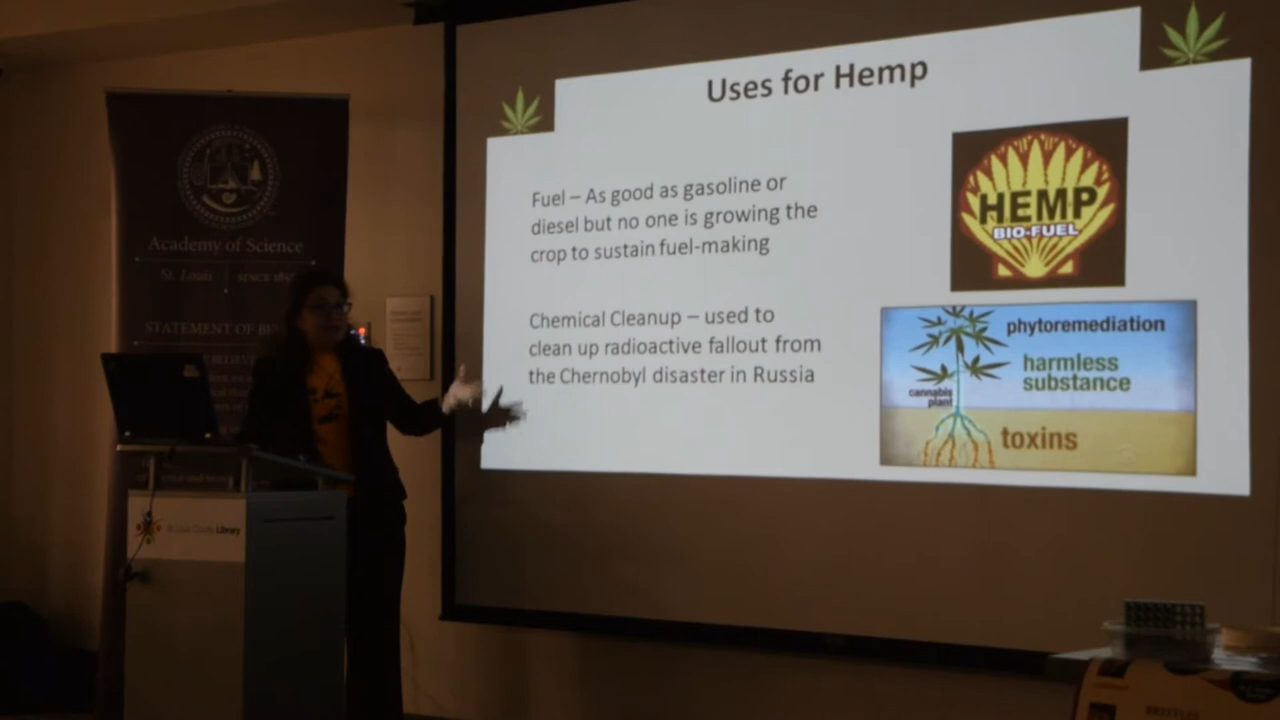 Uses for Hemp
Fuel – As good as gasoline or
diesel but no one is growing the
crop to sustain fuel-making
Chemical Cleanup – used to
clean up radioactive fallout from
the Chernobyl disaster in Russia
HEMP
BIO-FUEL
phytoremediation
harmless
substance
cannabis
plant
toxins
Academy of Science
St. Louis
SINCE
STATEMENT OF
BELIEVE
Library